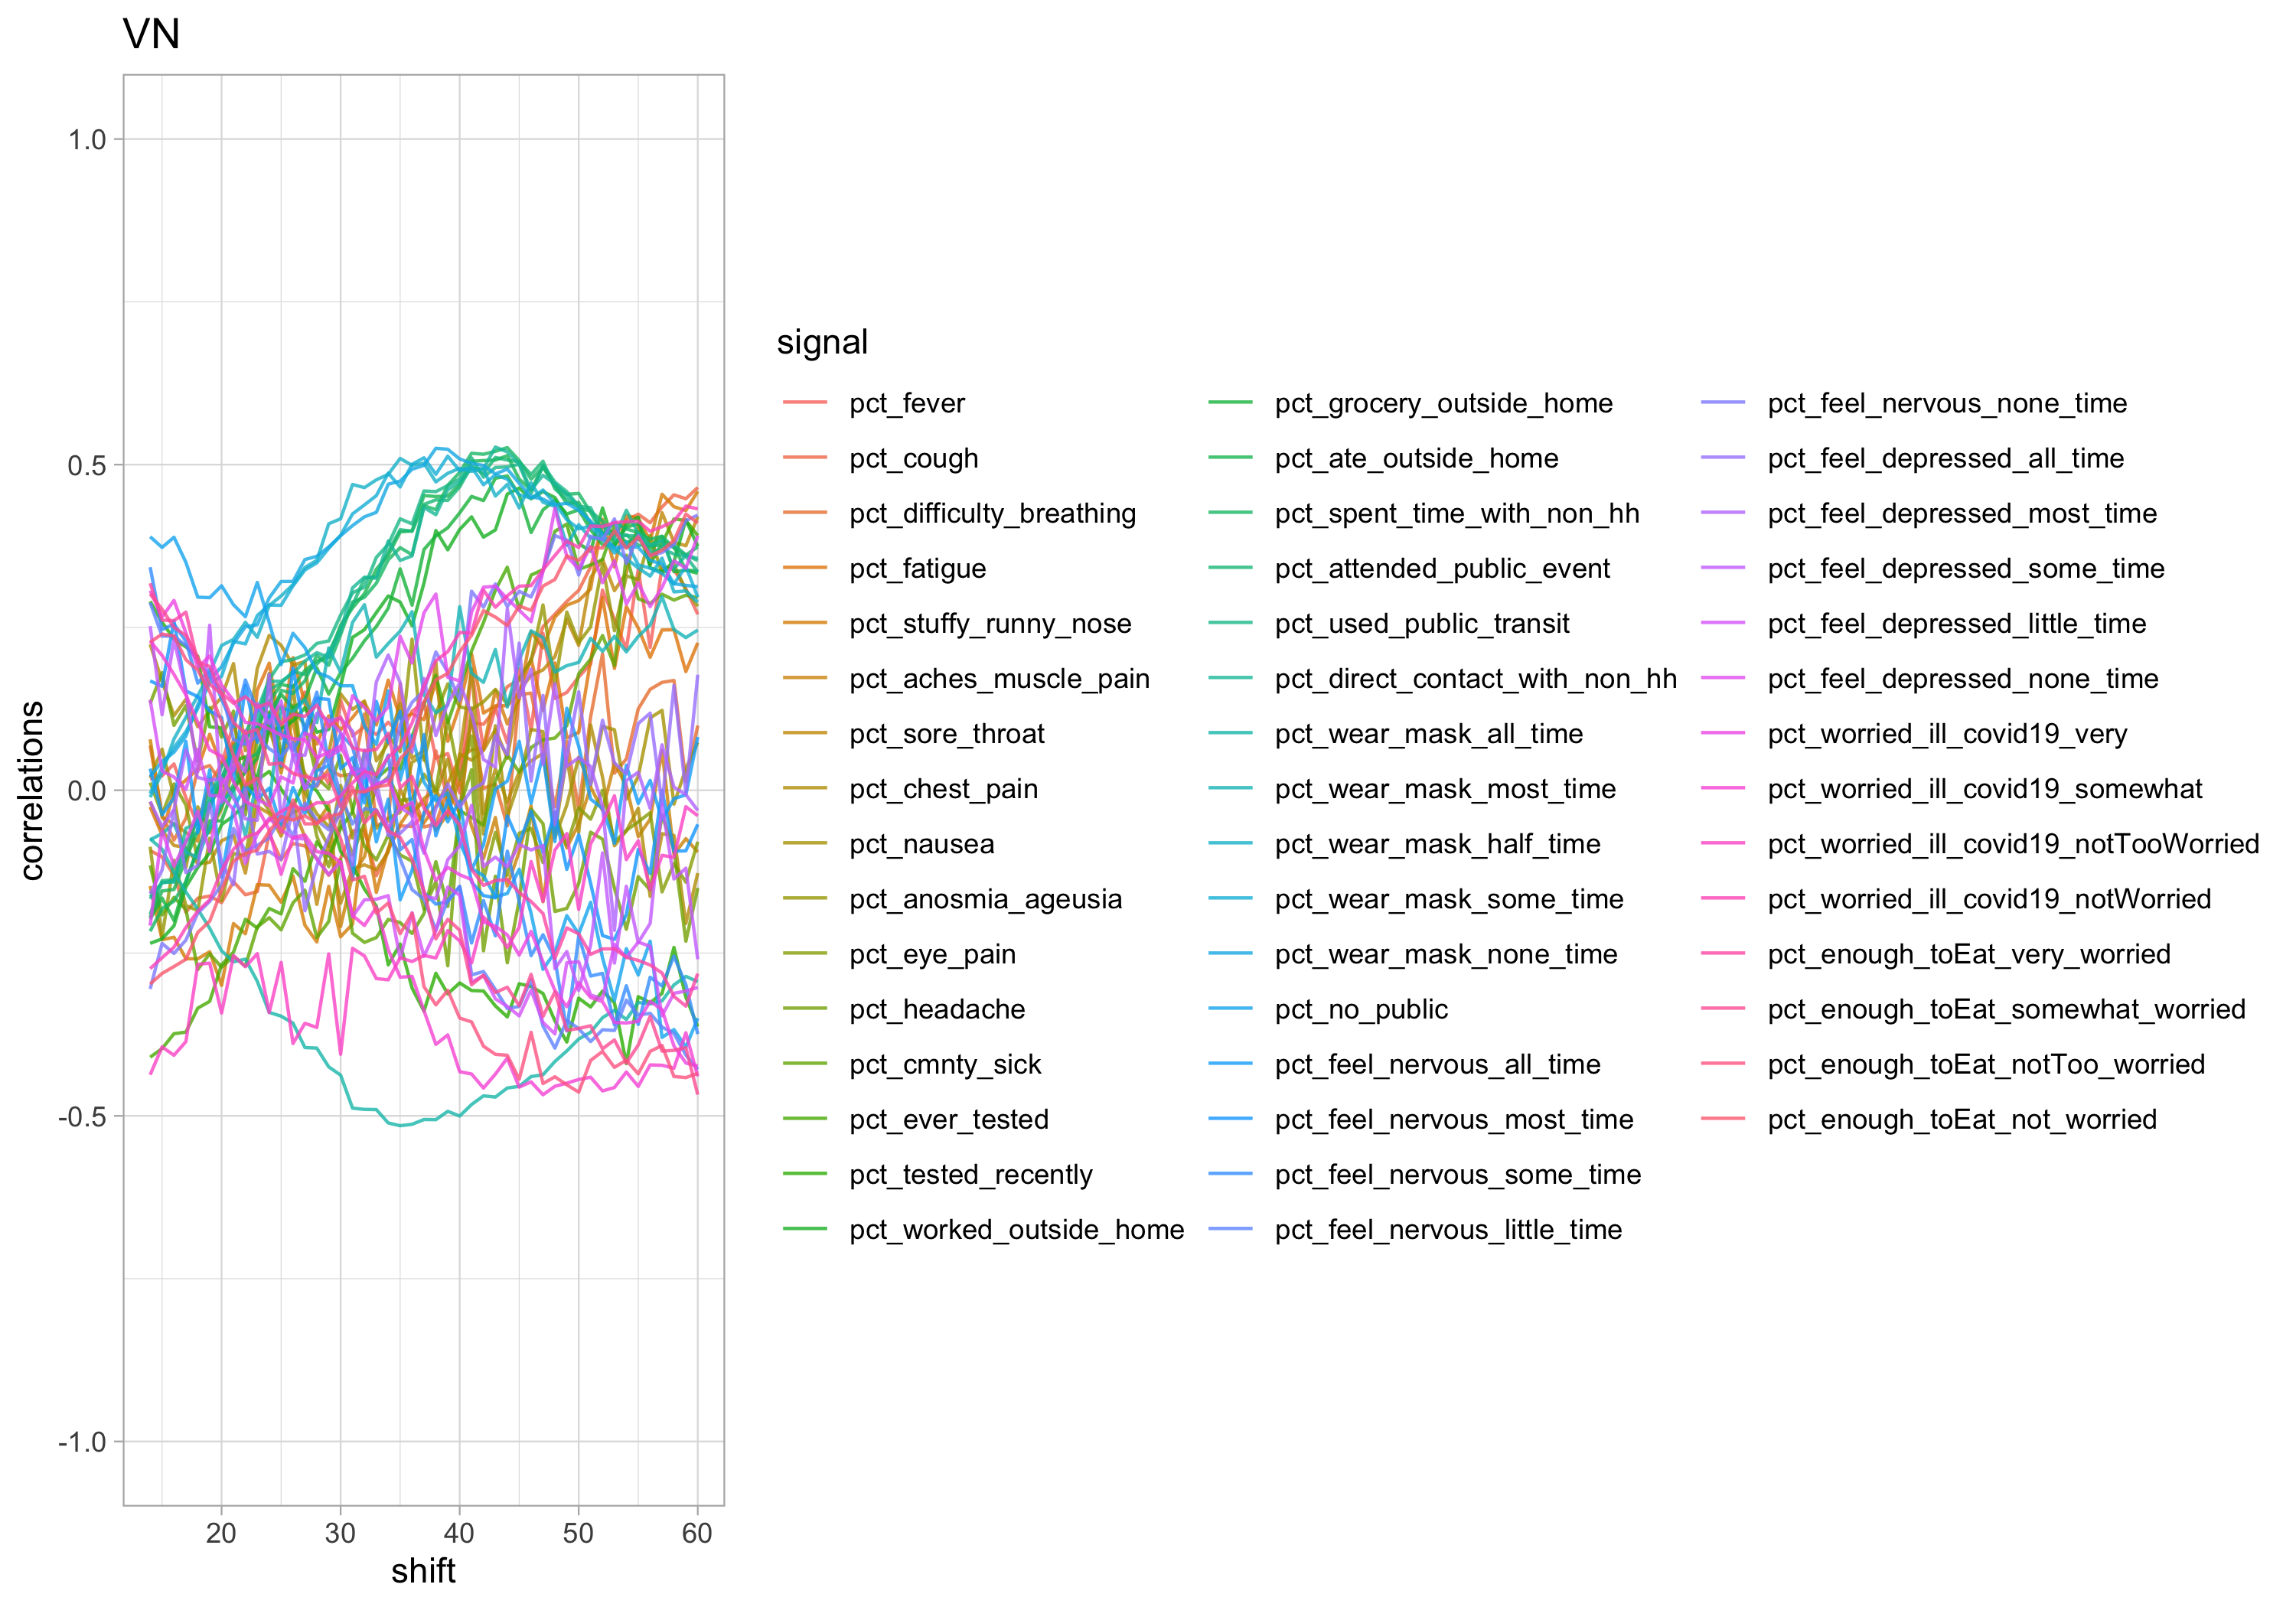 VN
1.0
0.5
0.0
-0.5
-1.0
correlations
20 30 40 50 60
shift
signal
pct_fever
pct_cough
pct_difficulty_breathing
pct_fatigue
pct_stuffy_runny_nose
pct_aches_muscle_pain
pct_sore_throat
pct_chest_pain
pct_nausea
pct_anosmia_ageusia
pct_eye_pain
pct_headache
pct_cmnty_sick
pct_ever_tested
pct_tested_recently
pct_worked_outside_home
pct_grocery_outside_home
pct_ate_outside_home
pct_spent_time_with_non_hh
pct_attended_public_event
pct_used_public_transit
pct_direct_contact_with_non_hh
pct_wear_mask_all_time
pct_wear_mask_most_time
pct_wear_mask_half_time
pct_wear_mask_some_time
pct_wear_mask_none_time
pct_no_public
pct_feel_nervous_all_time
pct_feel_nervous_most_time
pct_feel_nervous_some_time
pct_feel_nervous_little_time
pct_feel_nervous_none_time
pct_feel_depressed_all_time
pct_feel_depressed_most_time
pct_feel_depressed_some_time
pct_feel_depressed_little_time
pct_feel_depressed_none_time
pct_worried_ill_covid19_very
pct_worried_ill_covid19_somewhat
pct_worried_ill_covid19_notTooWorried
pct_worried_ill_covid19_notWorried
pct_enough_toEat_very_worried
pct_enough_toEat_somewhat_worried
pct_enough_toEat_notToo_worried
pct_enough_toEat_not_worried